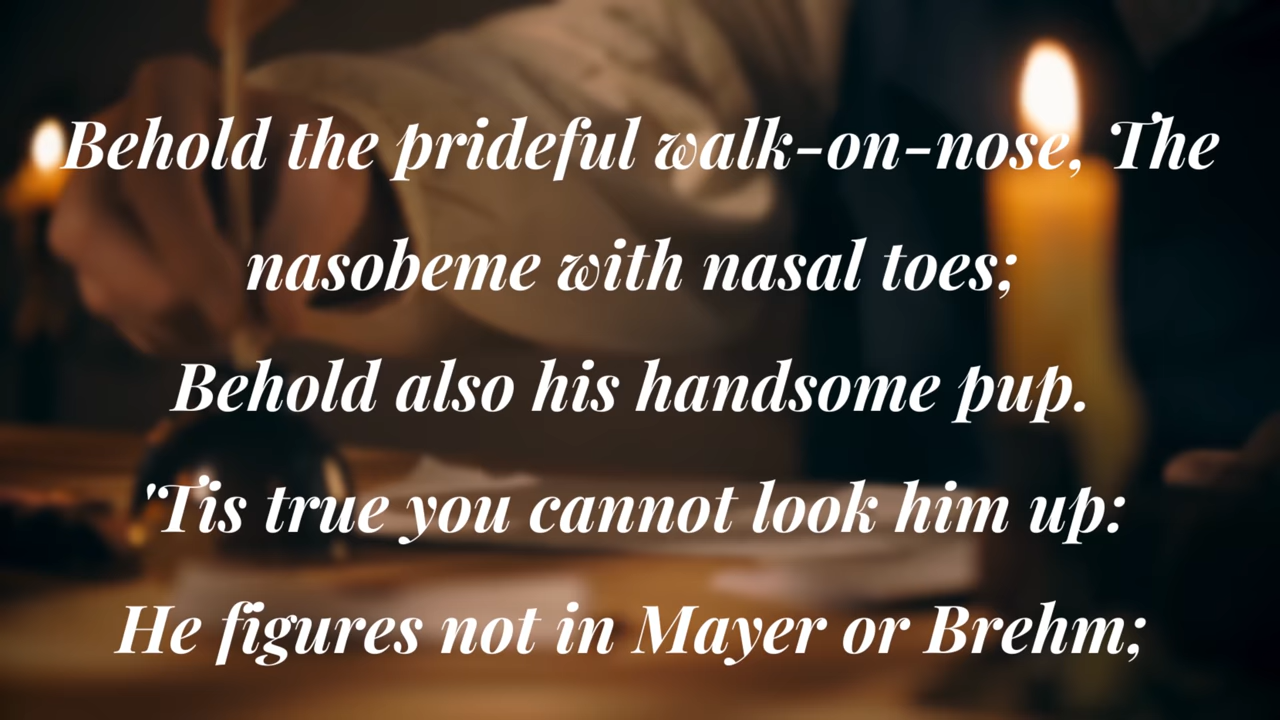 Behold the prideful walk-on-nose, The
nasobeme with nasal toes;
Behold also his handsome pup.
'Tis true you cannot look him up:
He figures not in Mayer or Brehm;